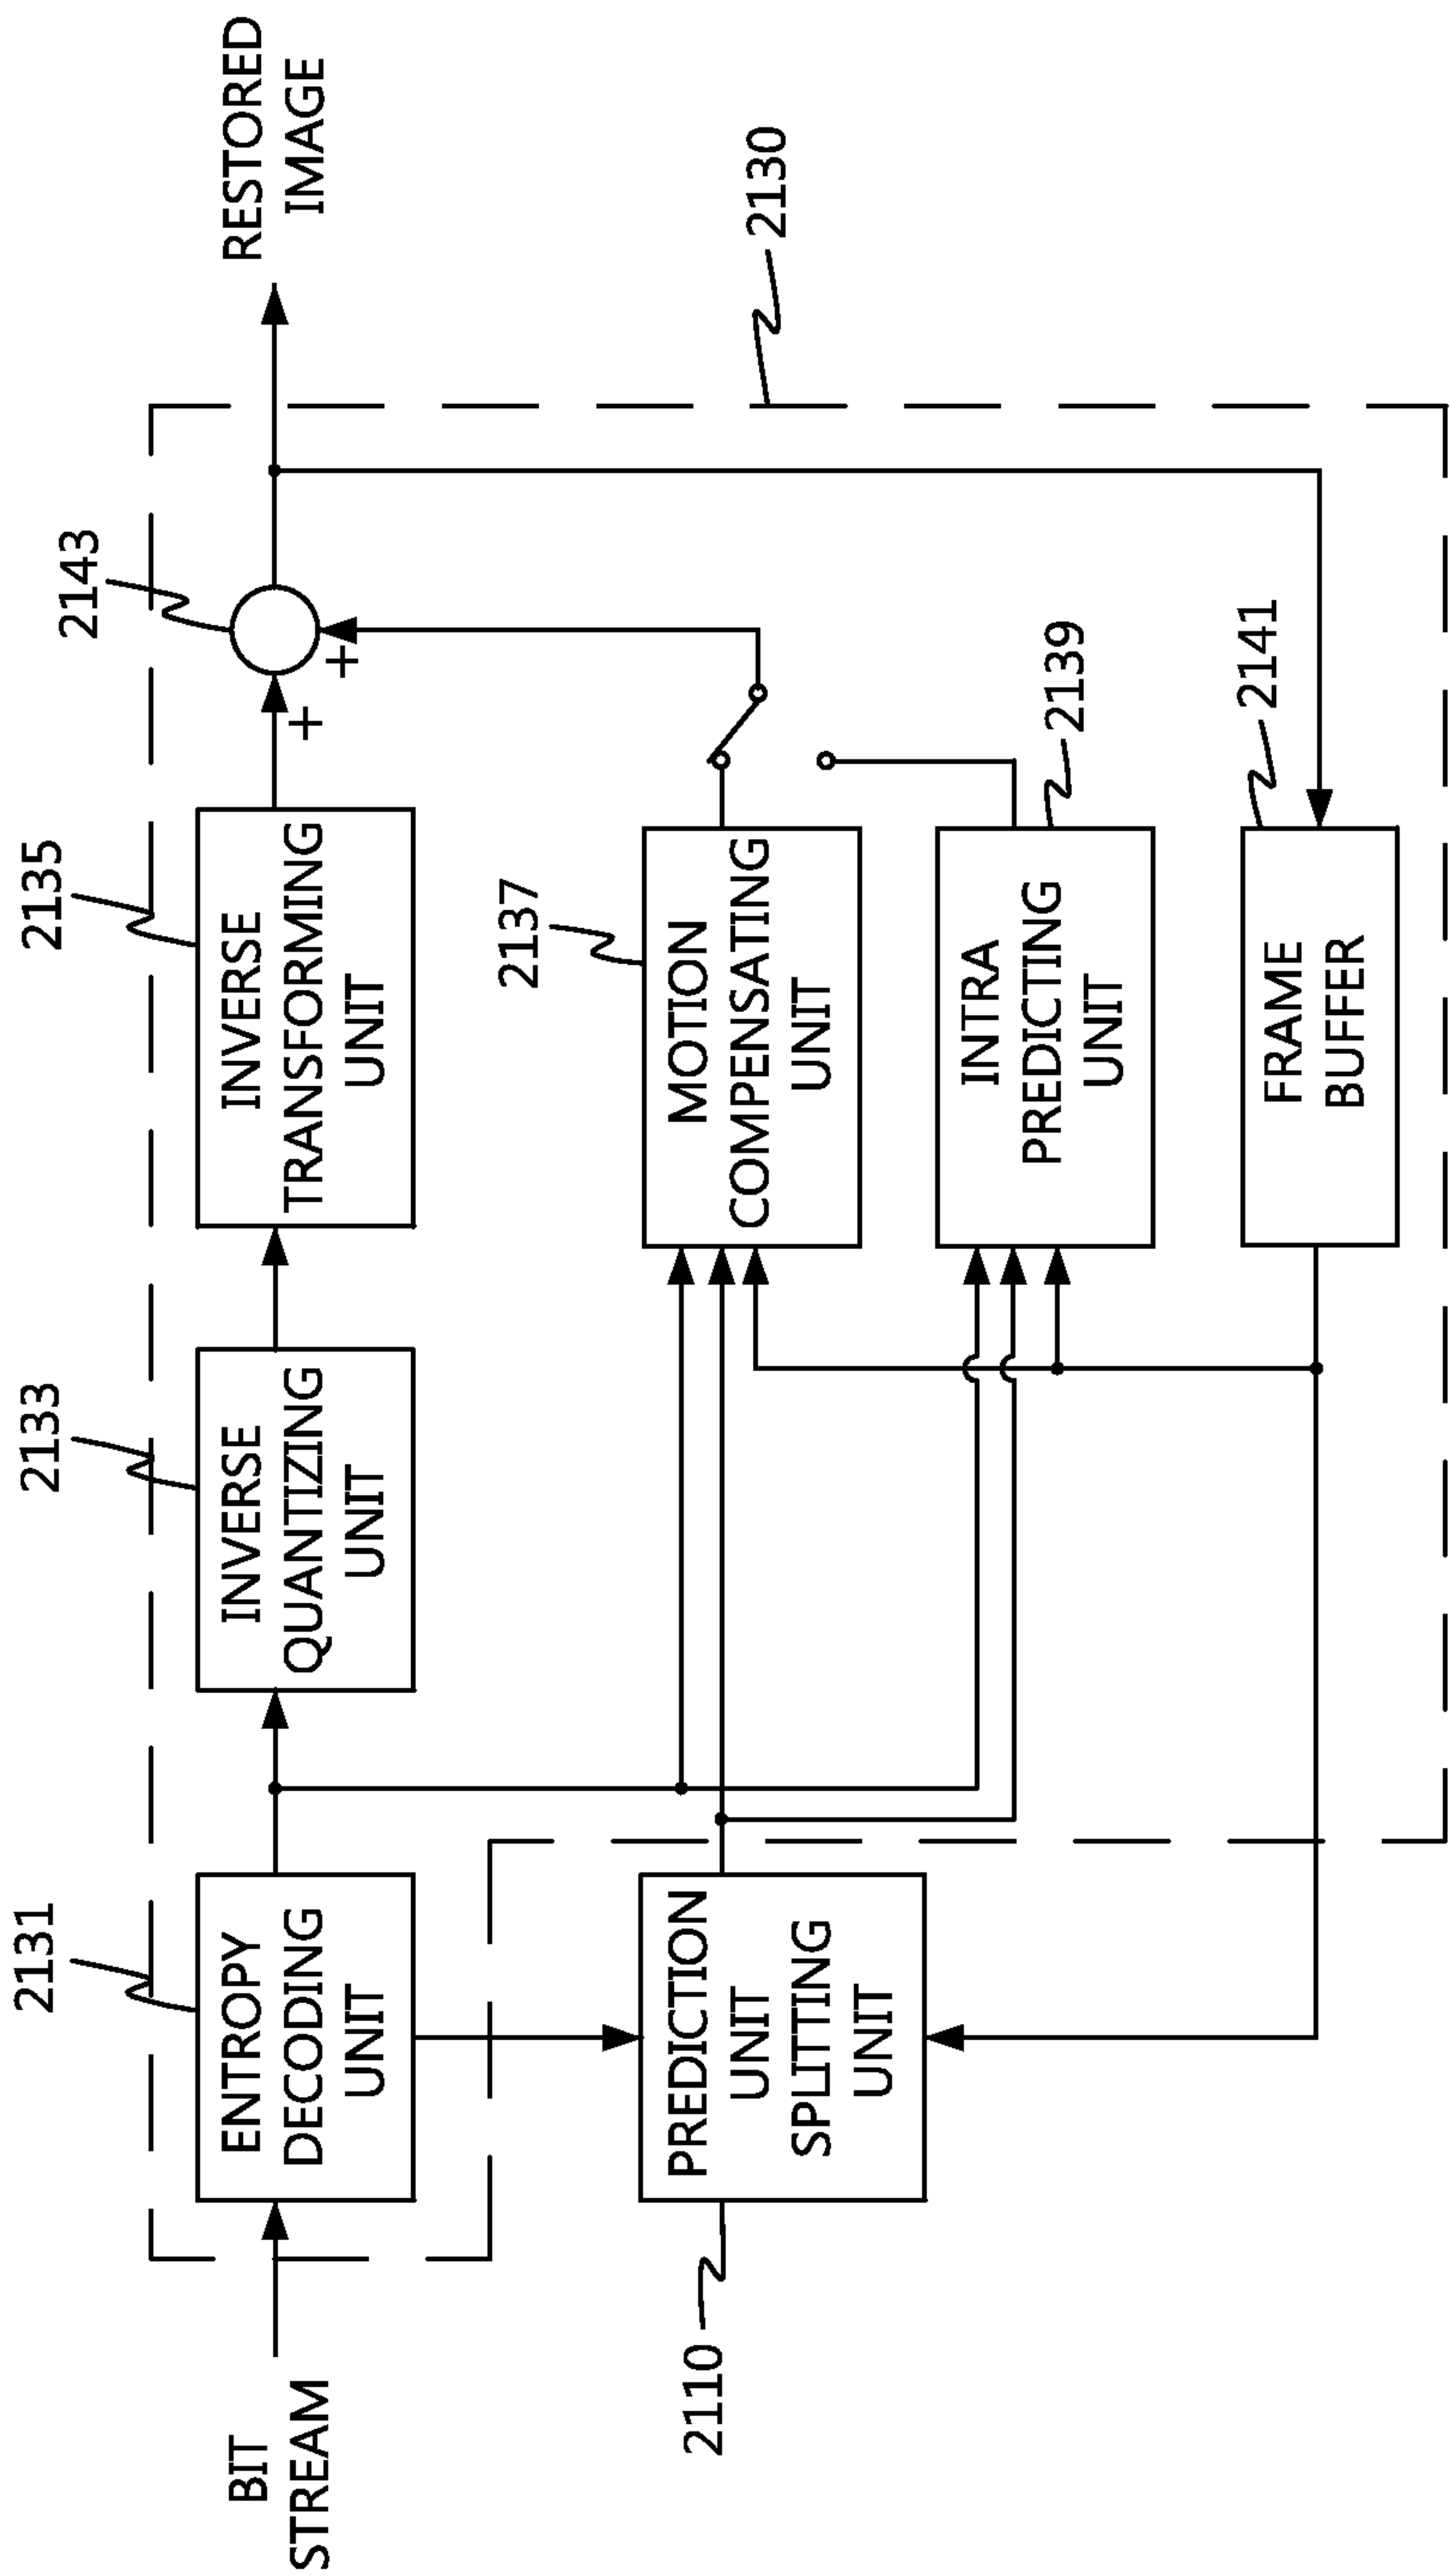 BIT
STREAM
2131
ENTROPY
DECODING
UNIT
2133
INVERSE
QUANTIZING
UNIT
2135
INVERSE
TRANSFORMING
UNIT
2143
+
+
RESTORED
IMAGE
2110
PREDICTION
UNIT
SPLITTING
UNIT
2137
MOTION
COMPENSATING
UNIT
2130
INTRA
PREDICTING
UNIT
2139
FRAME
BUFFER
2141